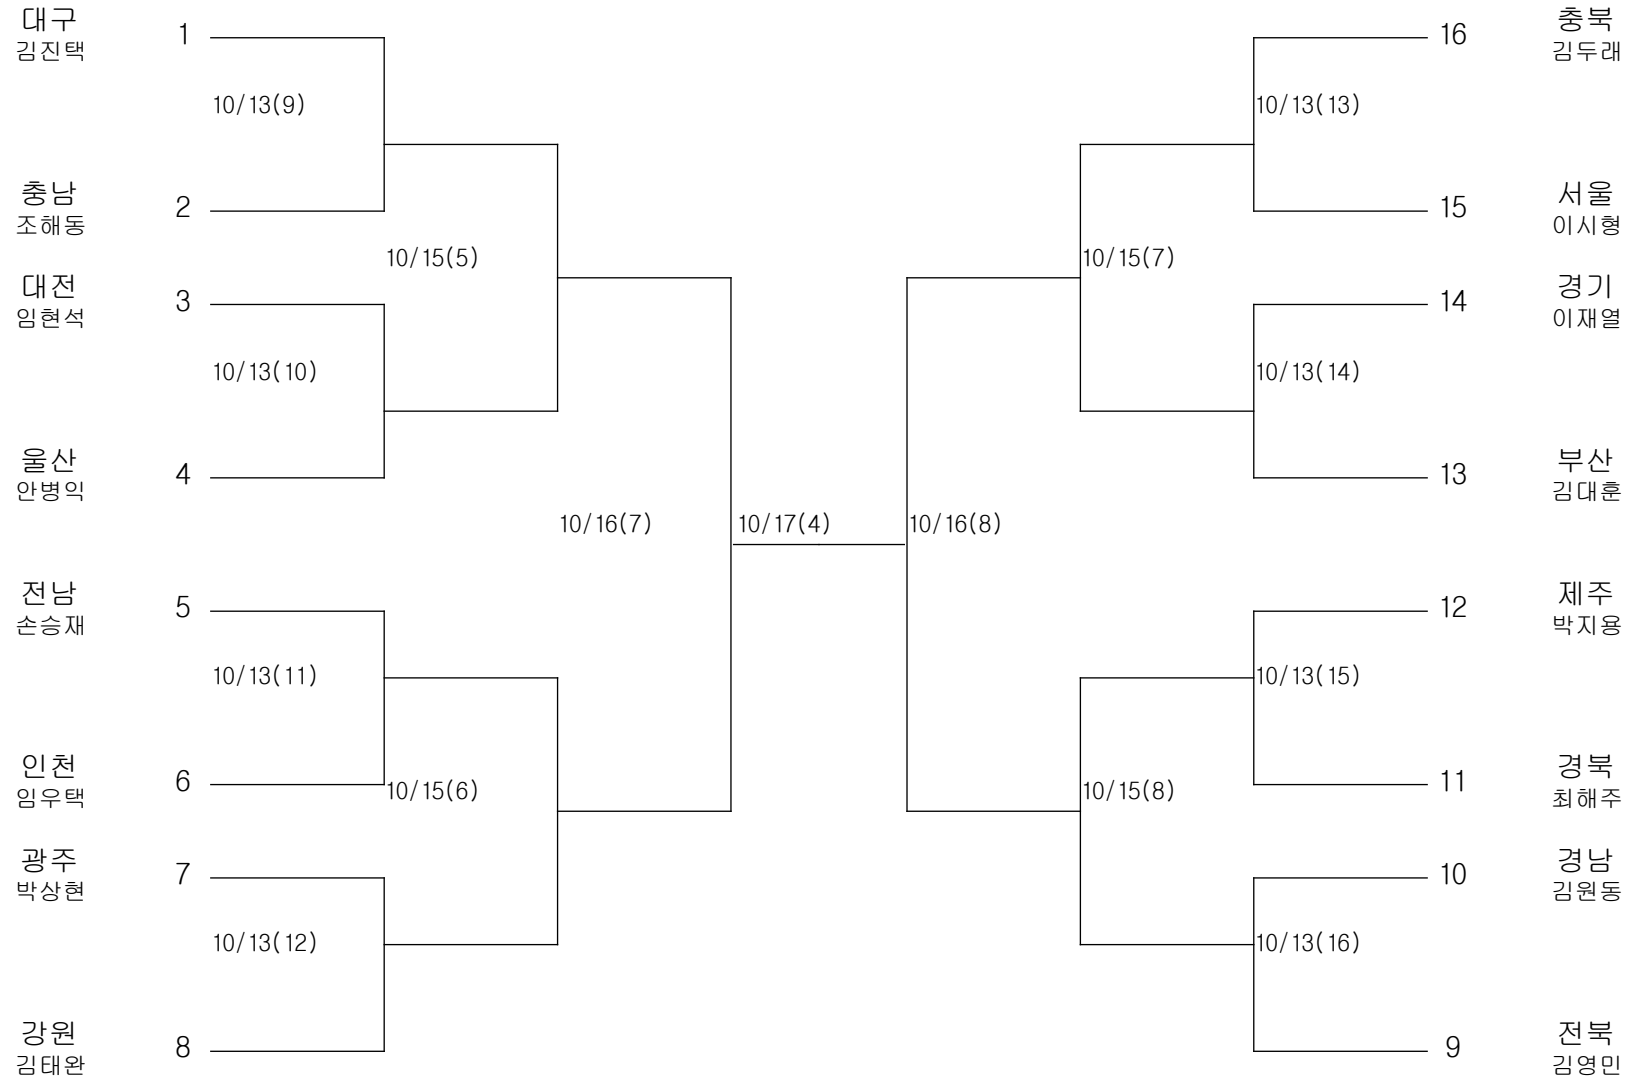 대구
김진택
1
10/13(9)
충남
조해동
2
10/15(5)
대전
임현석
3
10/13(10)
울산
안병익
4
10/16(7)
전남
손승재
5
10/13(11)
인천
임우택
6
10/15(6)
광주
박상현
7
10/13(12)
강원
김태완
8
10/17(4)
16
충북
김두래
10/13(13)
15
서울
이시형
10/15(7)
14
경기
이재열
10/13(14)
13
부산
김대훈
10/16(8)
12
제주
박지용
10/13(15)
11
경북
최해주
10/15(8)
10
경남
김원동
10/13(16)
9
전북
김영민